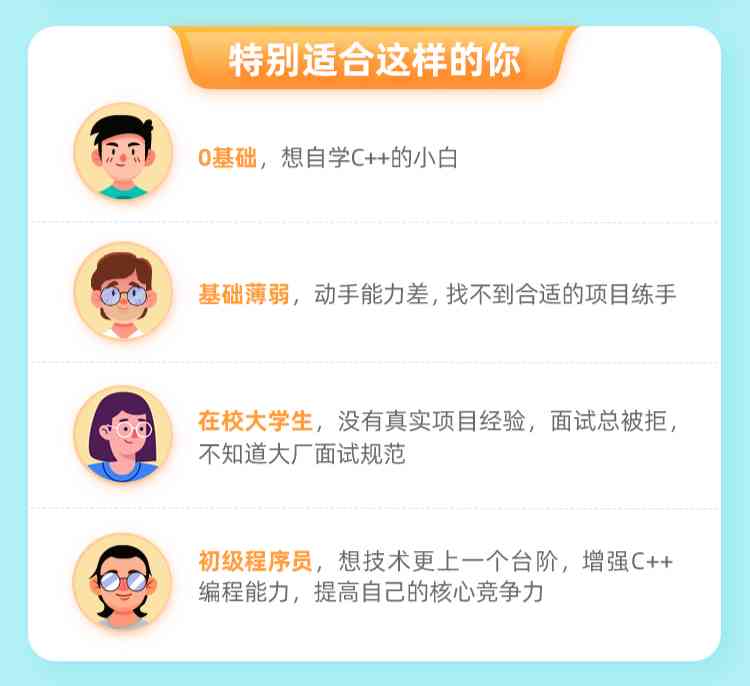 特别适合这样的你
0基础，想自学C++的小白
基础薄弱，动手能力差，找不到合适的项目练手
在校大学生，没有真实项目经验，面试总被拒，
不知道大厂面试规范
初级程序员，想技术更上一个台阶，增强C++
编程能力，提高自己的核心竞争力